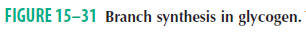 FIGURE 15–31 Branch synthesis in glycogen.